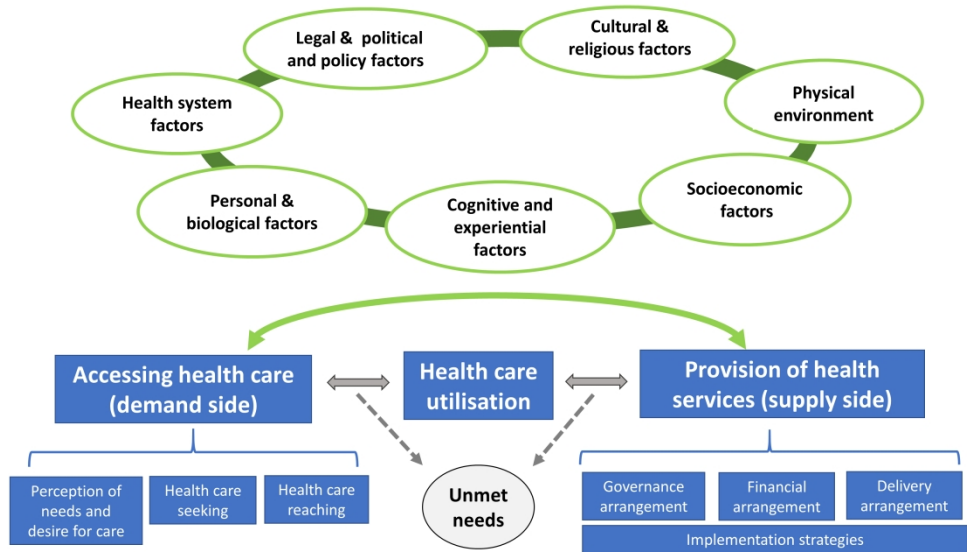 Legal & political
and policy factors
Cultural &
religious factors
Health system
factors
Physical
environment
Personal &
biological factors
Cognitive and
experiential
factors
Socioeconomic
factors
Accessing health care
(demand side)
Health care
utilisation
Provision of health
services (supply side)
Perception of
needs and
desire for care
Health care
seeking
Health care
reaching
Unmet
needs
Governance
arrangement
Financial
arrangement
Delivery
arrangement
Implementation strategies